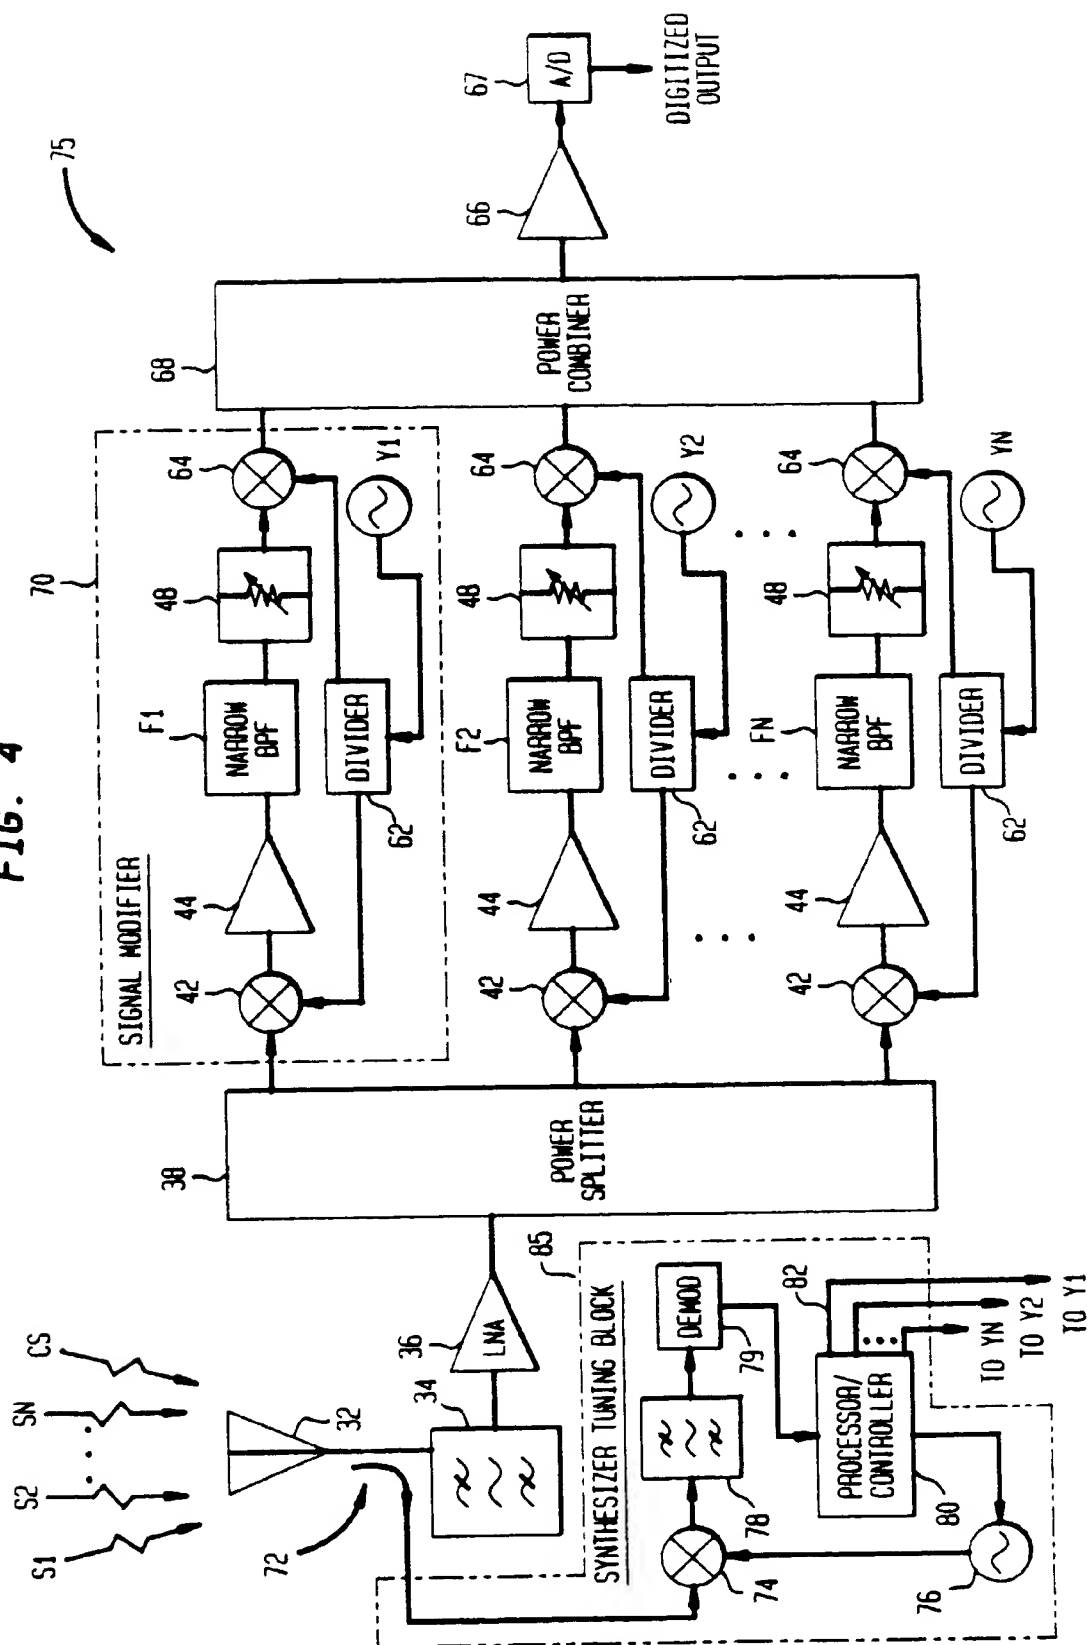 FIG. 4
75
S1
S2
SN
CS
32
72
34
36
LNA
38
POWER
SPLITTER
70
SIGNAL MODIFIER
42
44
F1
NARROW
BPF
48
64
DIVIDER
62
Y1
42
44
F2
NARROW
BPF
48
64
DIVIDER
62
Y2
42
44
FN
NARROW
BPF
48
64
DIVIDER
62
YN
68
POWER
COMBINER
66
67
A/D
DIGITIZED
OUTPUT
85
SYNTHESIZER TUNING BLOCK
74
76
78
DEMOD
79
PROCESSOR/
CONTROLLER
80
82
TO YN
TO Y2
TO Y1